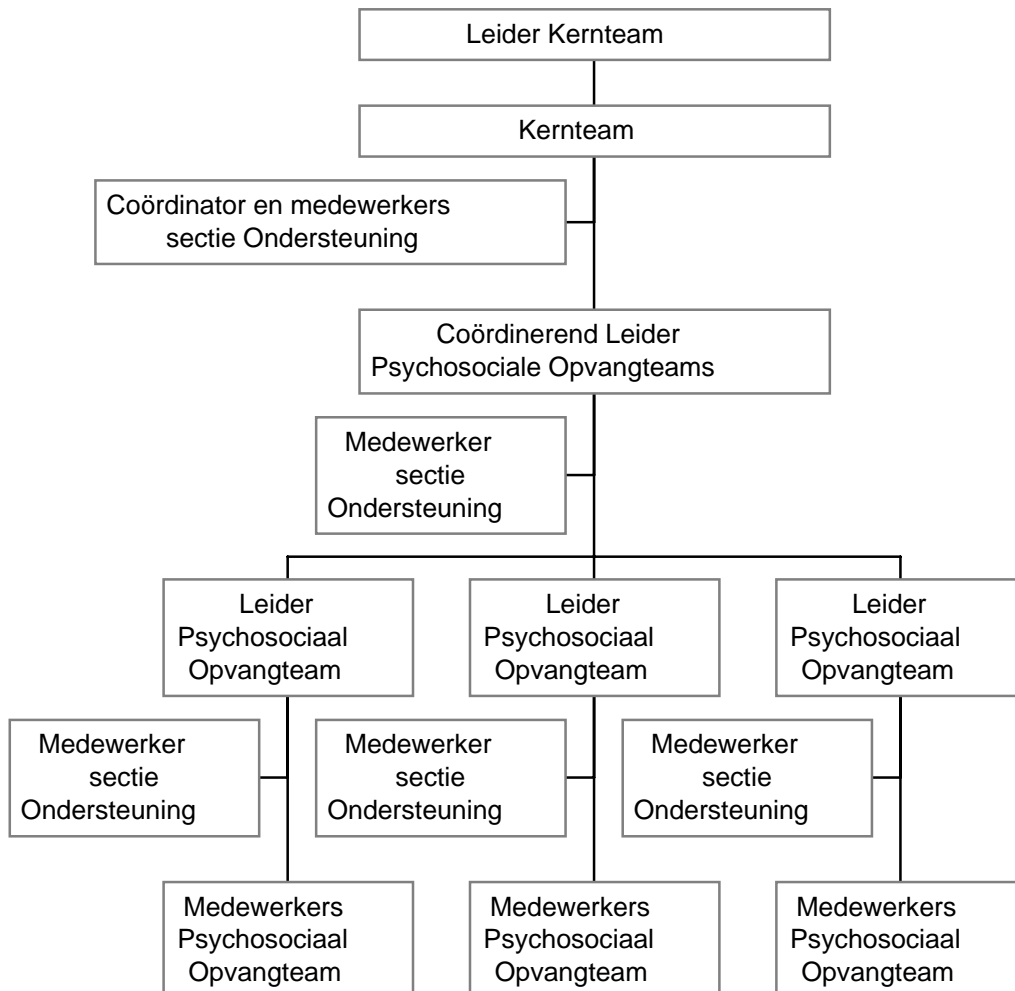 Leider Kernteam
Kernteam
Coördinator en medewerkers
sectie Ondersteuning
Coördinerend Leider
Psychosociale Opvangteams
Medewerker
sectie
Ondersteuning
Leider
Psychosociaal
Opvangteam
Leider
Psychosociaal
Opvangteam
Leider
Psychosociaal
Opvangteam
Medewerker
sectie
Ondersteuning
Medewerker
sectie
Ondersteuning
Medewerker
sectie
Ondersteuning
Medewerkers
Psychosociaal
Opvangteam
Medewerkers
Psychosociaal
Opvangteam
Medewerkers
Psychosociaal
Opvangteam